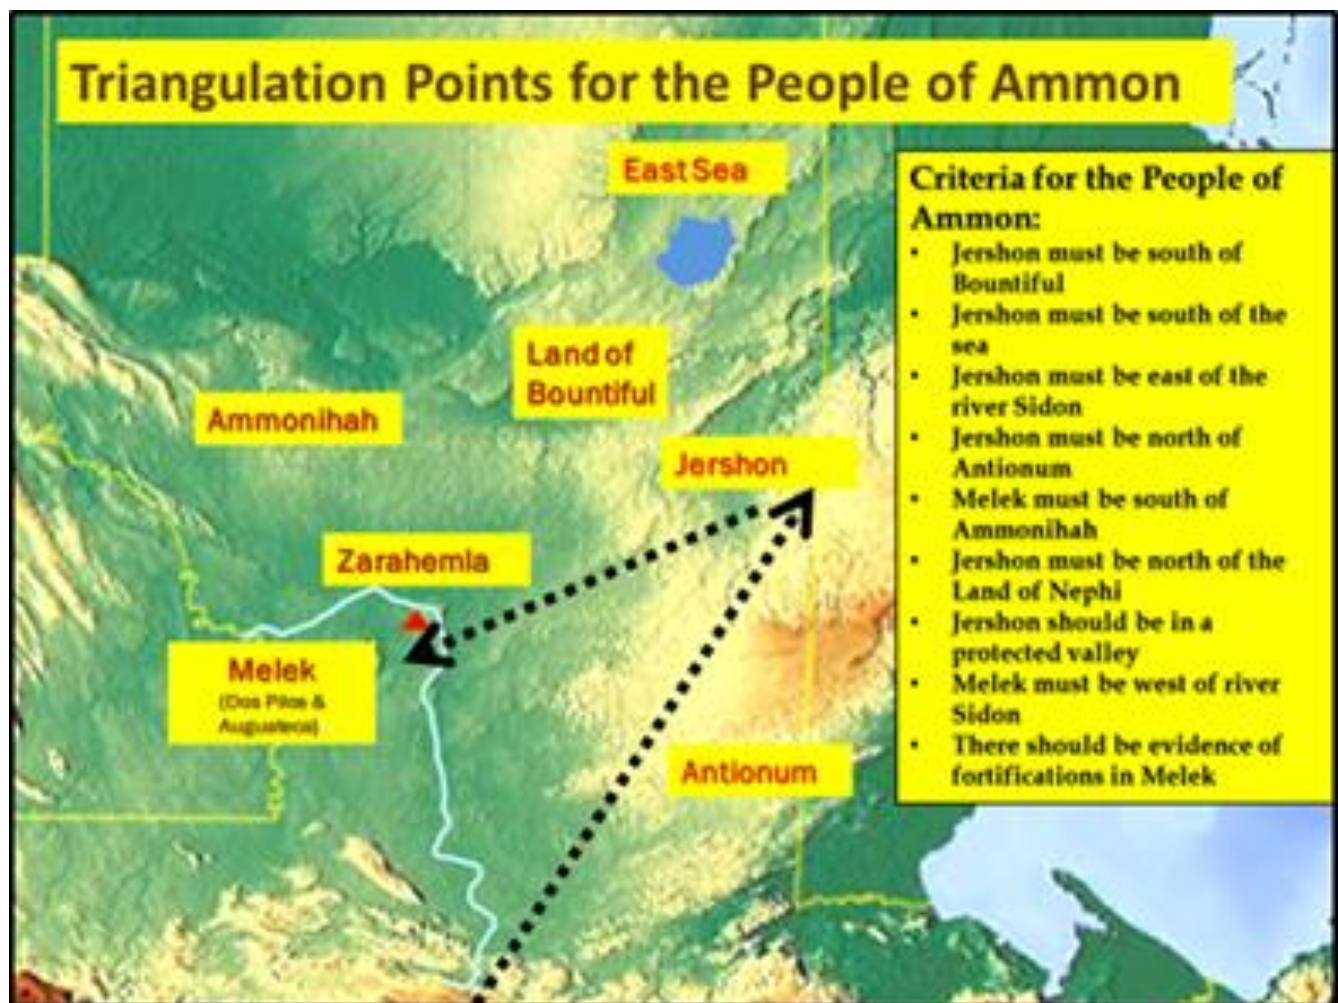 Triangulation Points for the People of Ammon
East Sea
Land of
Bountiful
Ammonihah
Jershon
Zarahemla
Melek
(Dos Pilos &
Aguateca)
Antionum
Criteria for the People of
Ammon:
• Jershon must be south of
Bountiful
• Jershon must be south of the
sea
• Jershon must be east of the
river Sidon
• Jershon must be north of
Antionum
• Melek must be south of
Ammonihah
• Jershon must be north of the
Land of Nephi
• Jershon should be in a
protected valley
• Melek must be west of river
Sidon
• There should be evidence of
fortifications in Melek